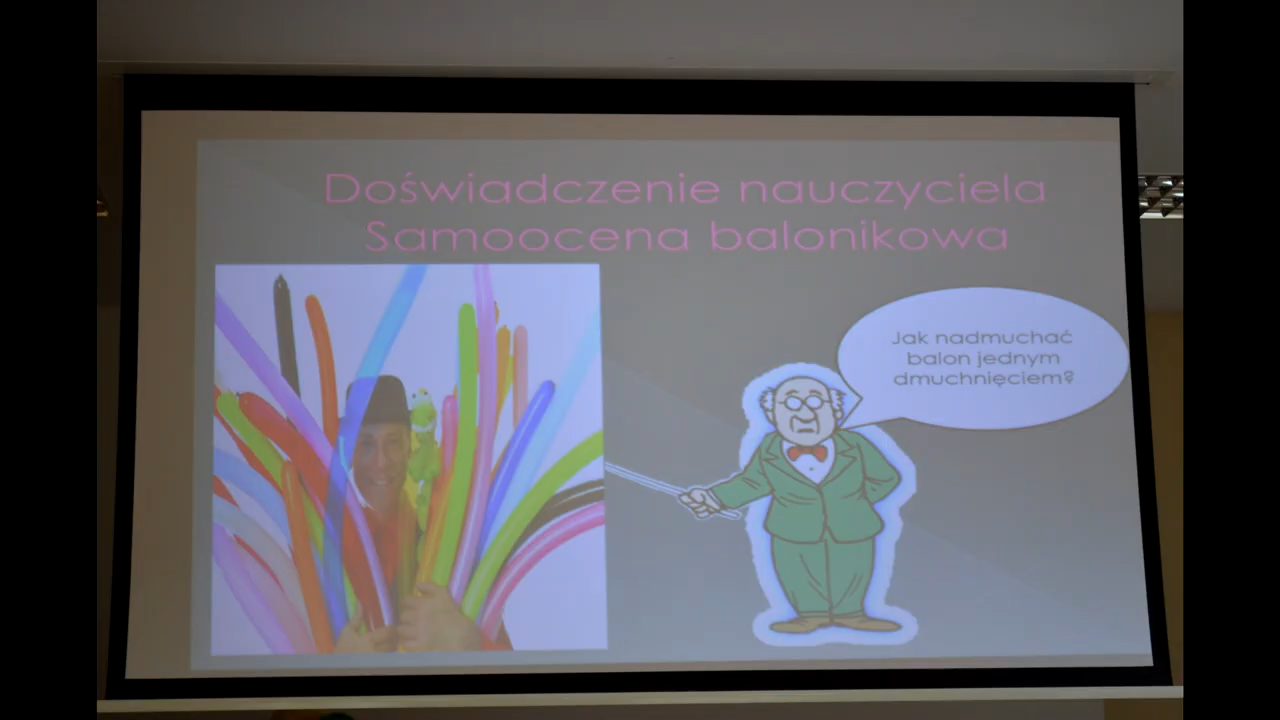 Doświadczenie nauczyciela
Samoocena balonikowa
Jak nadmuchać
balon jednym
dmuchnięciem?